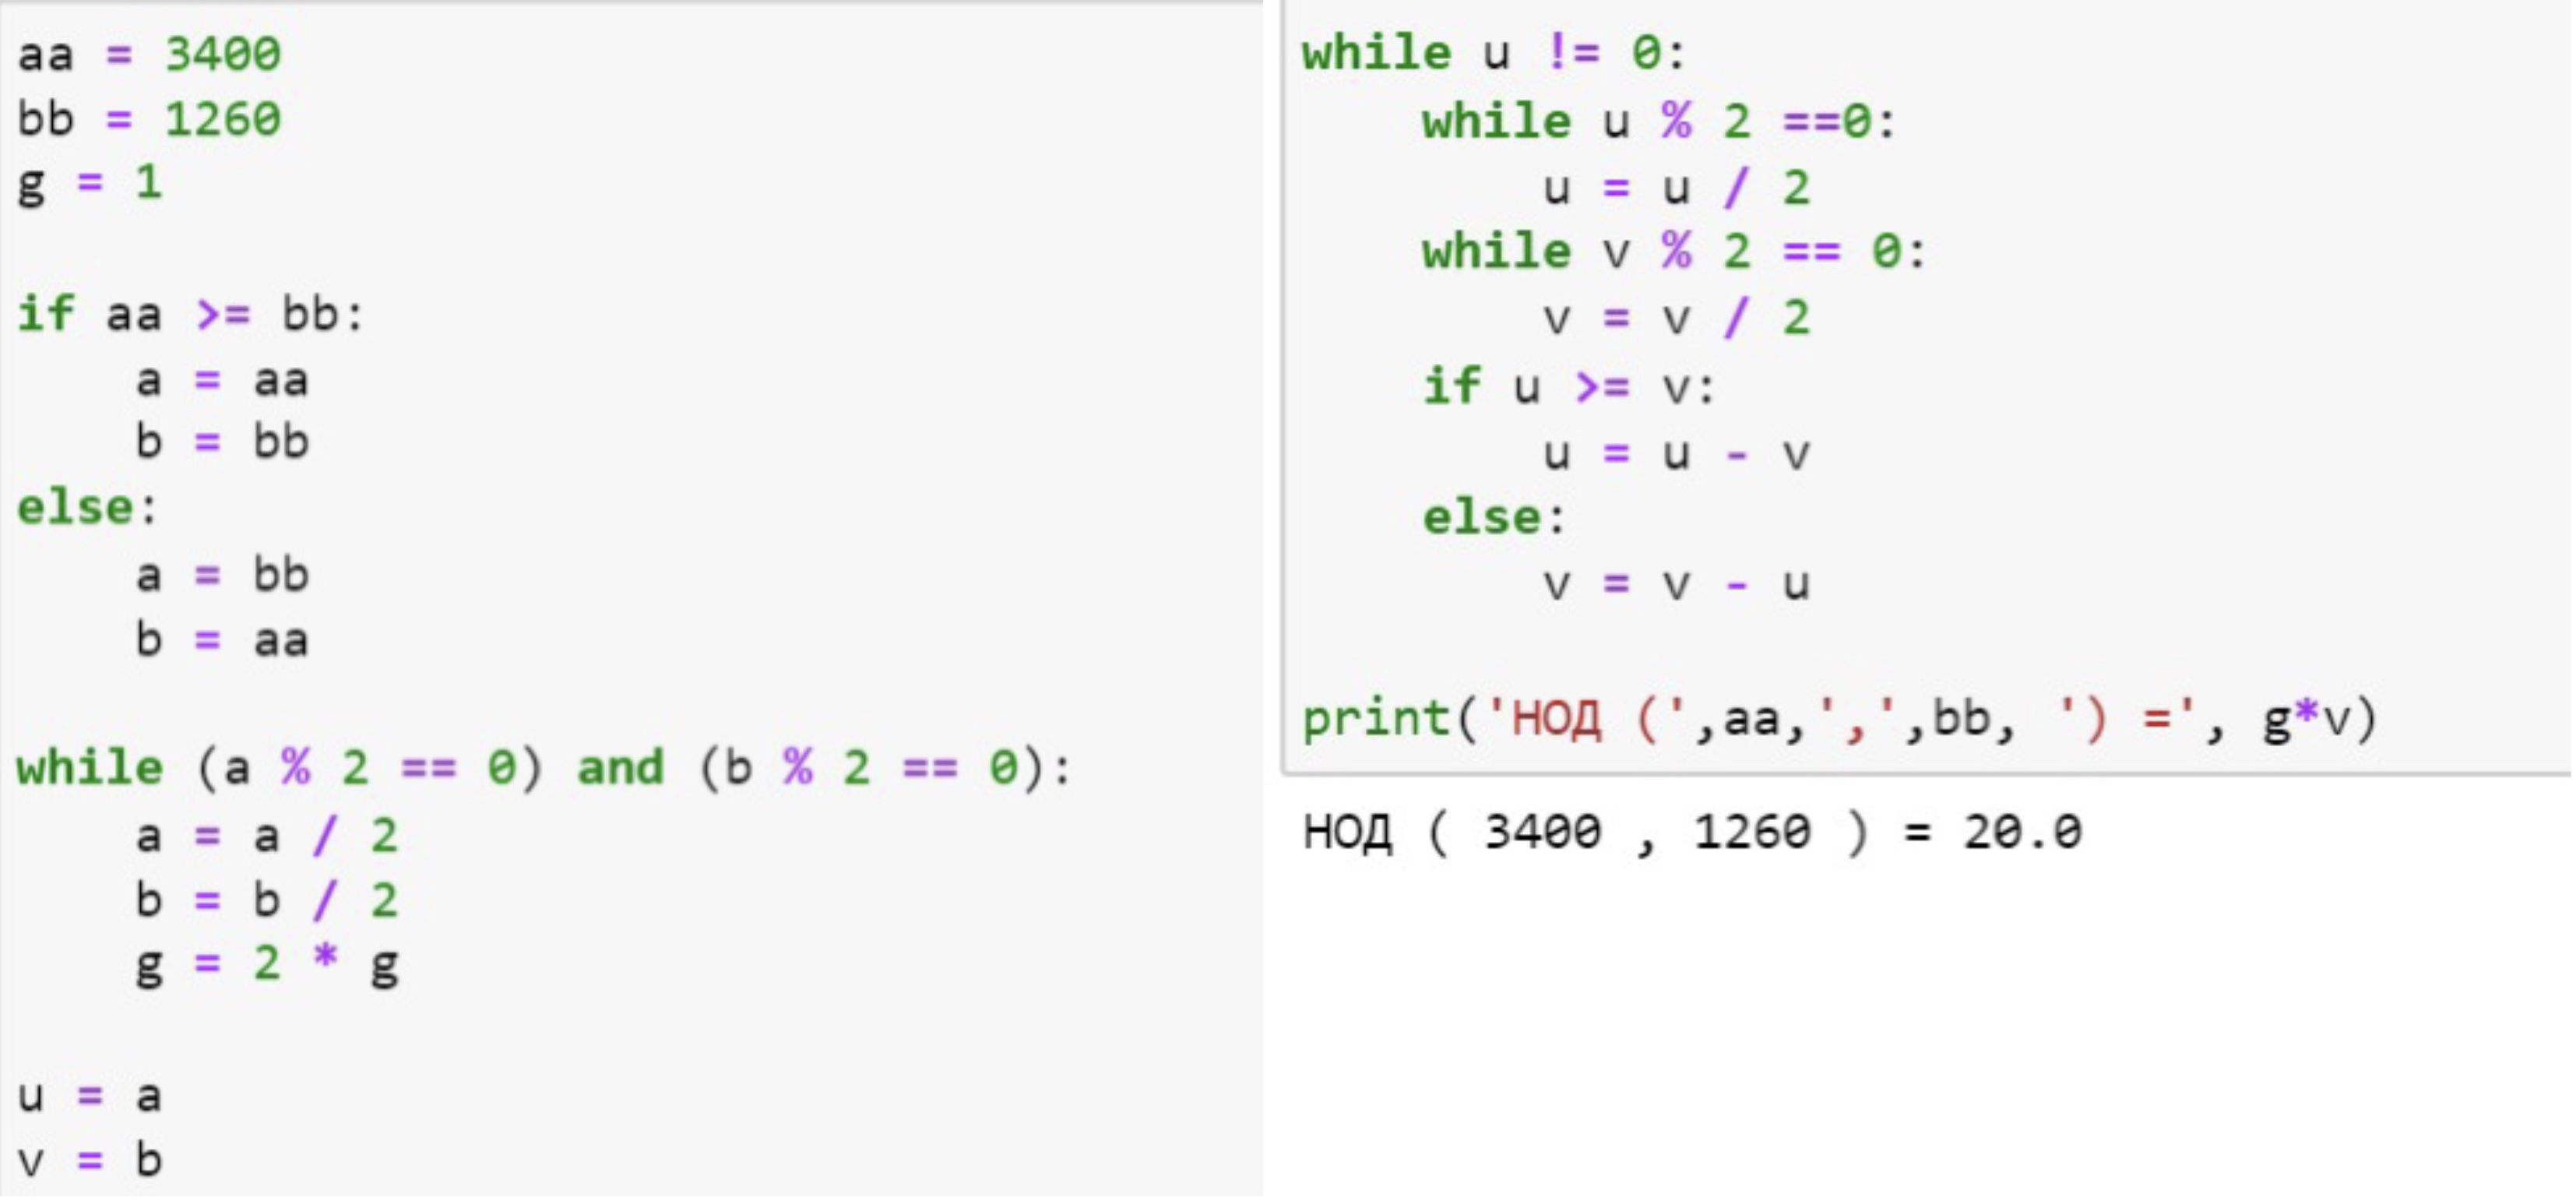 aa = 3400
bb = 1260
g = 1
if aa >= bb:
    a = aa
    b = bb
else:
    a = bb
    b = aa
while (a % 2 == 0) and (b % 2 == 0):
    a = a / 2
    b = b / 2
    g = 2 * g
u = a
v = b
while u != 0:
    while u % 2 ==0:
        u = u / 2
    while v % 2 == 0:
        v = v / 2
    if u >= v:
        u = u - v
    else:
        v = v - u
print('НОД (',aa,',',bb, ') =', g*v)
НОД ( 3400 , 1260 ) = 20.0